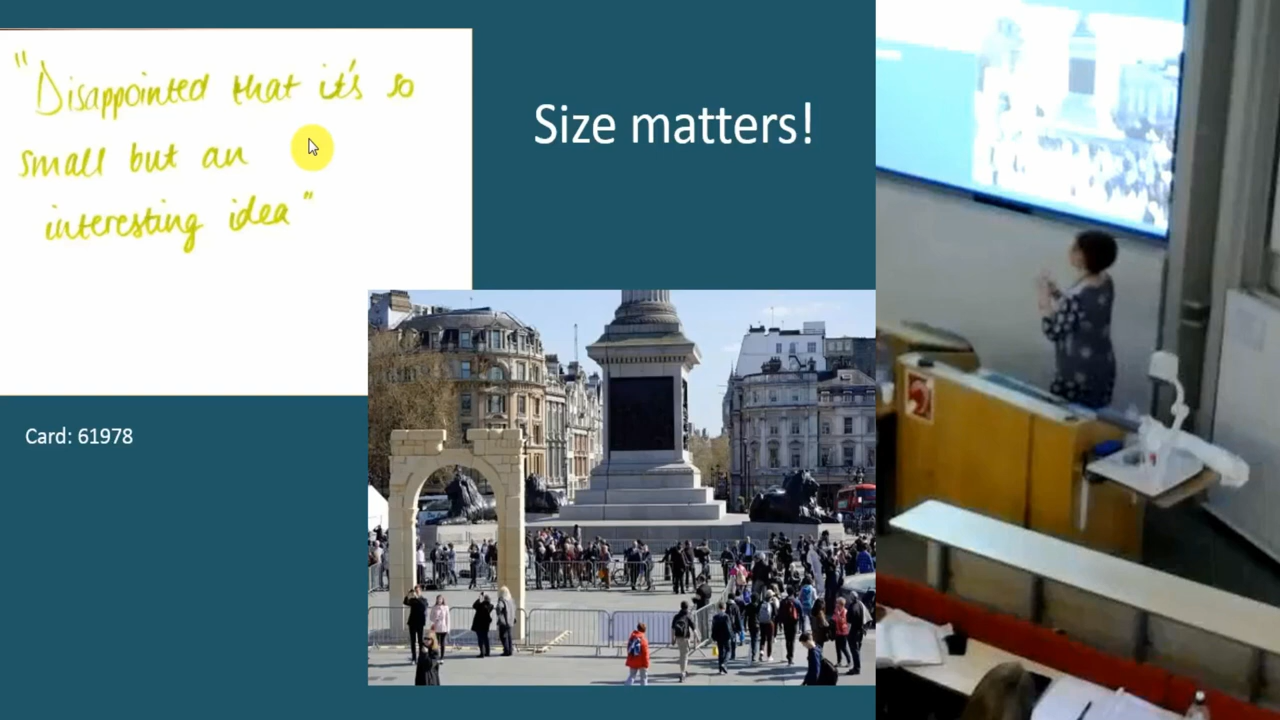 "Disappointed that it's so
small but an
interesting idea"
Size matters!
Card: 61978